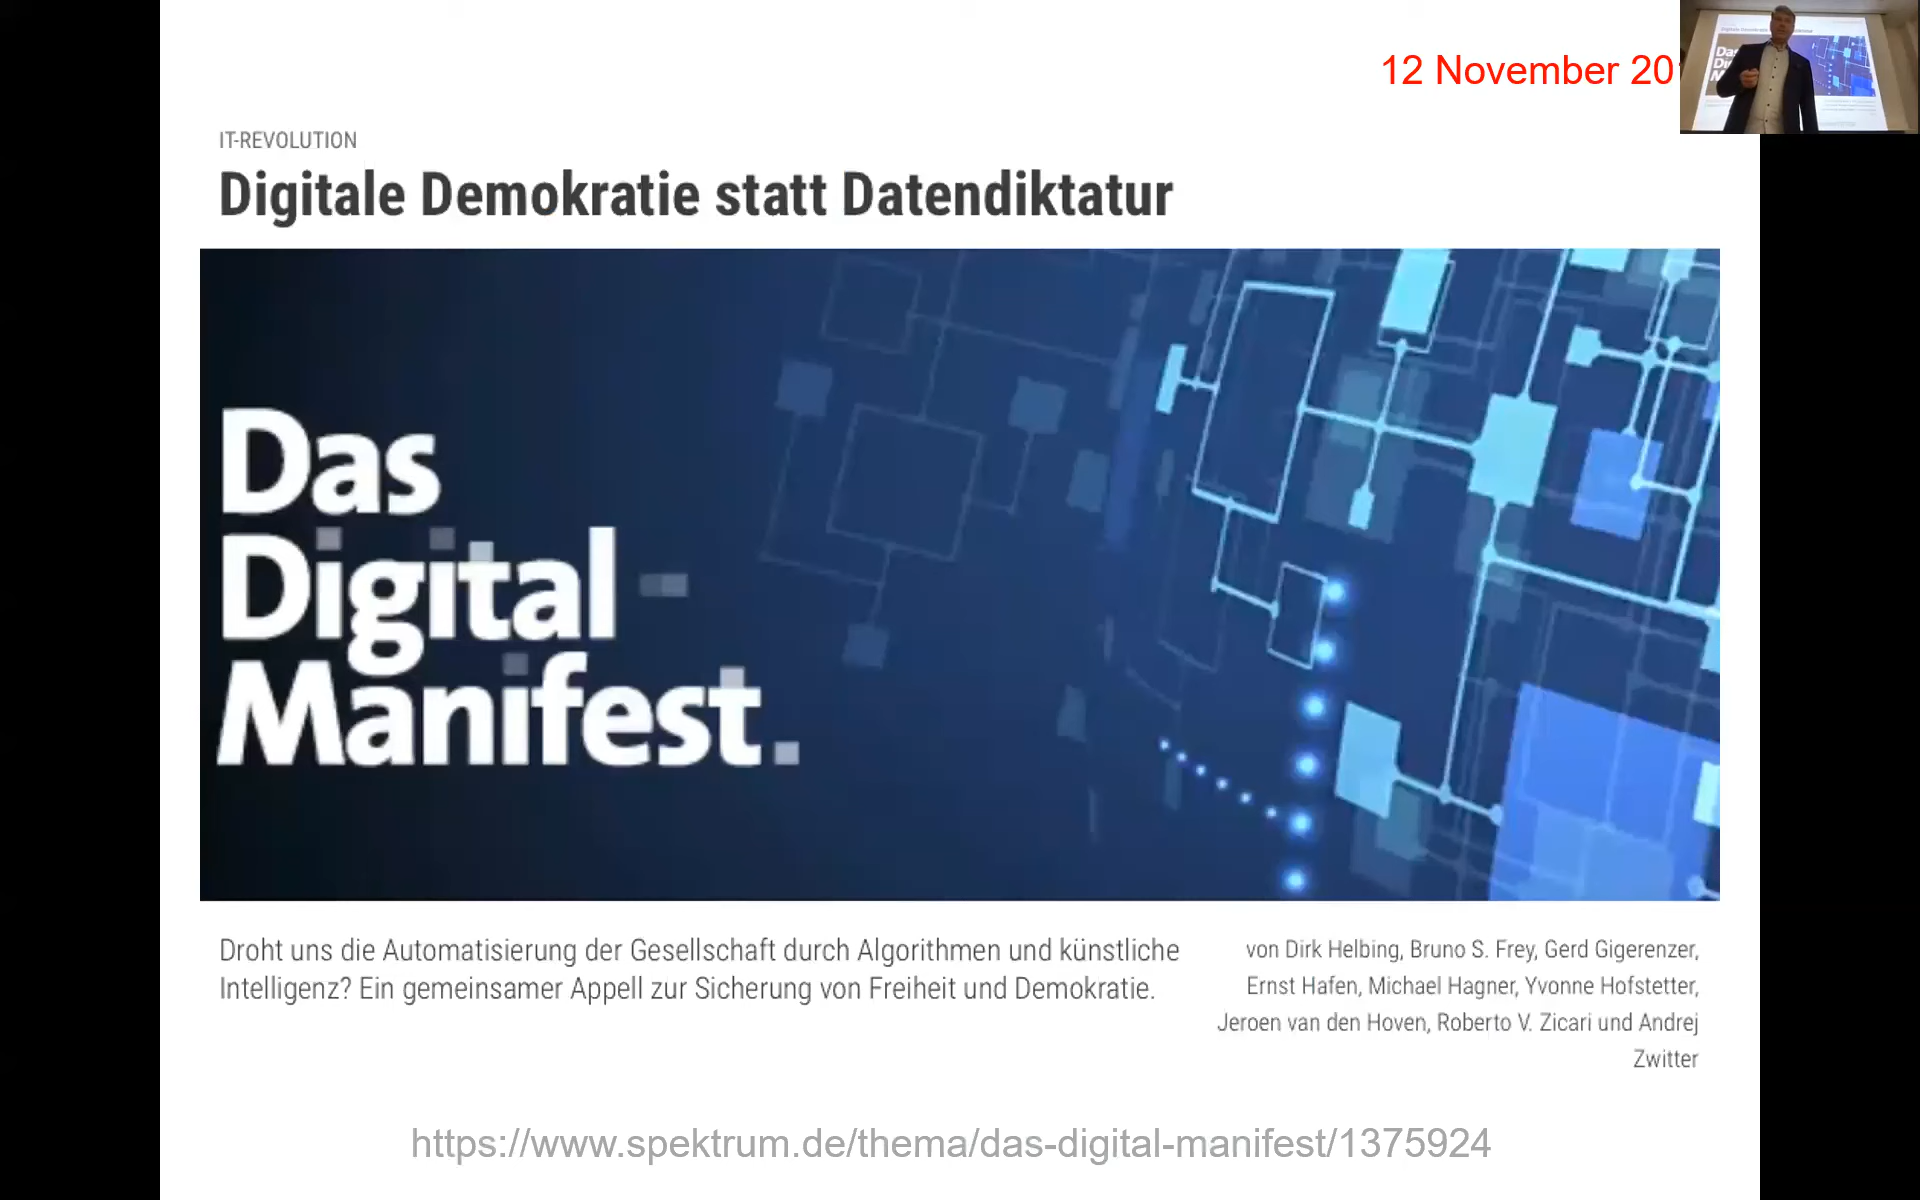 12 November 20
IT-REVOLUTION
Digitale Demokratie statt Datendiktatur
Das
Digital-
Manifest.
Droht uns die Automatisierung der Gesellschaft durch Algorithmen und künstliche
Intelligenz? Ein gemeinsamer Appell zur Sicherung von Freiheit und Demokratie.
von Dirk Helbing, Bruno S. Frey, Gerd Gigerenzer,
Ernst Hafen, Michael Hagner, Yvonne Hofstetter,
Jeroen van den Hoven, Roberto V. Zicari und Andrej
Zwitter
https://www.spektrum.de/thema/das-digital-manifest/1375924